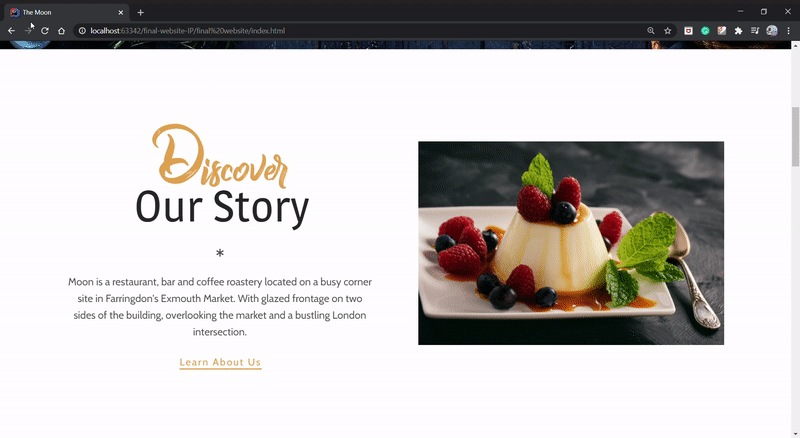 The Moon
localhost:63342/final-website-IP/final%20website/index.html
Discover
Our Story
*
Moon is a restaurant, bar and coffee roastery located on a busy corner
site in Farringdon's Exmouth Market. With glazed frontage on two
sides of the building, overlooking the market and a bustling London
intersection.
Learn About Us